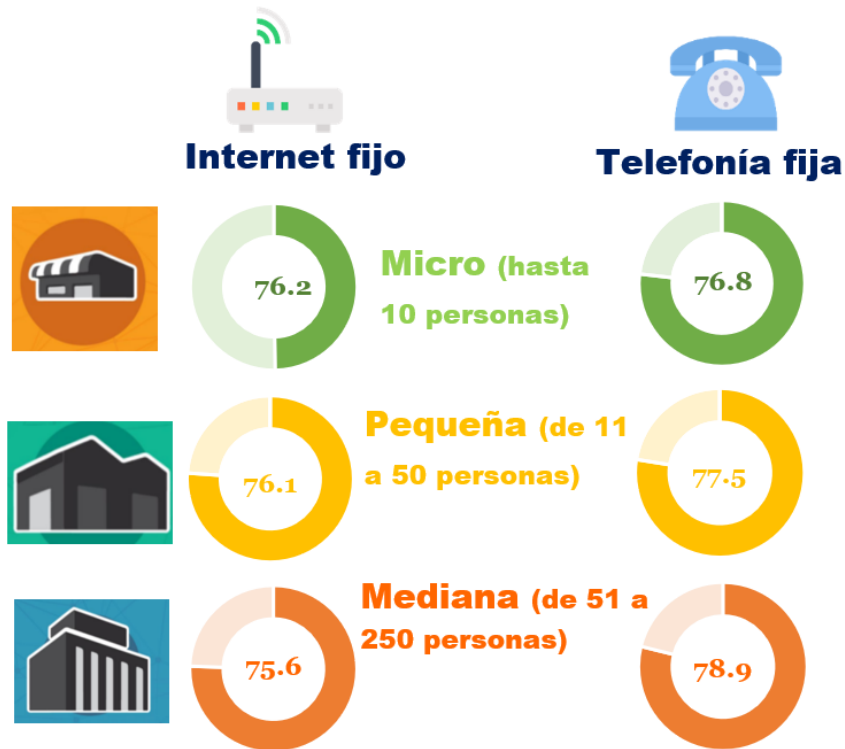 Internet fijo
Telefonía fija
76.2
Micro (hasta
10 personas)
76.8
76.1
Pequeña (de 11
a 50 personas)
77.5
75.6
Mediana (de 51 a
250 personas)
78.9